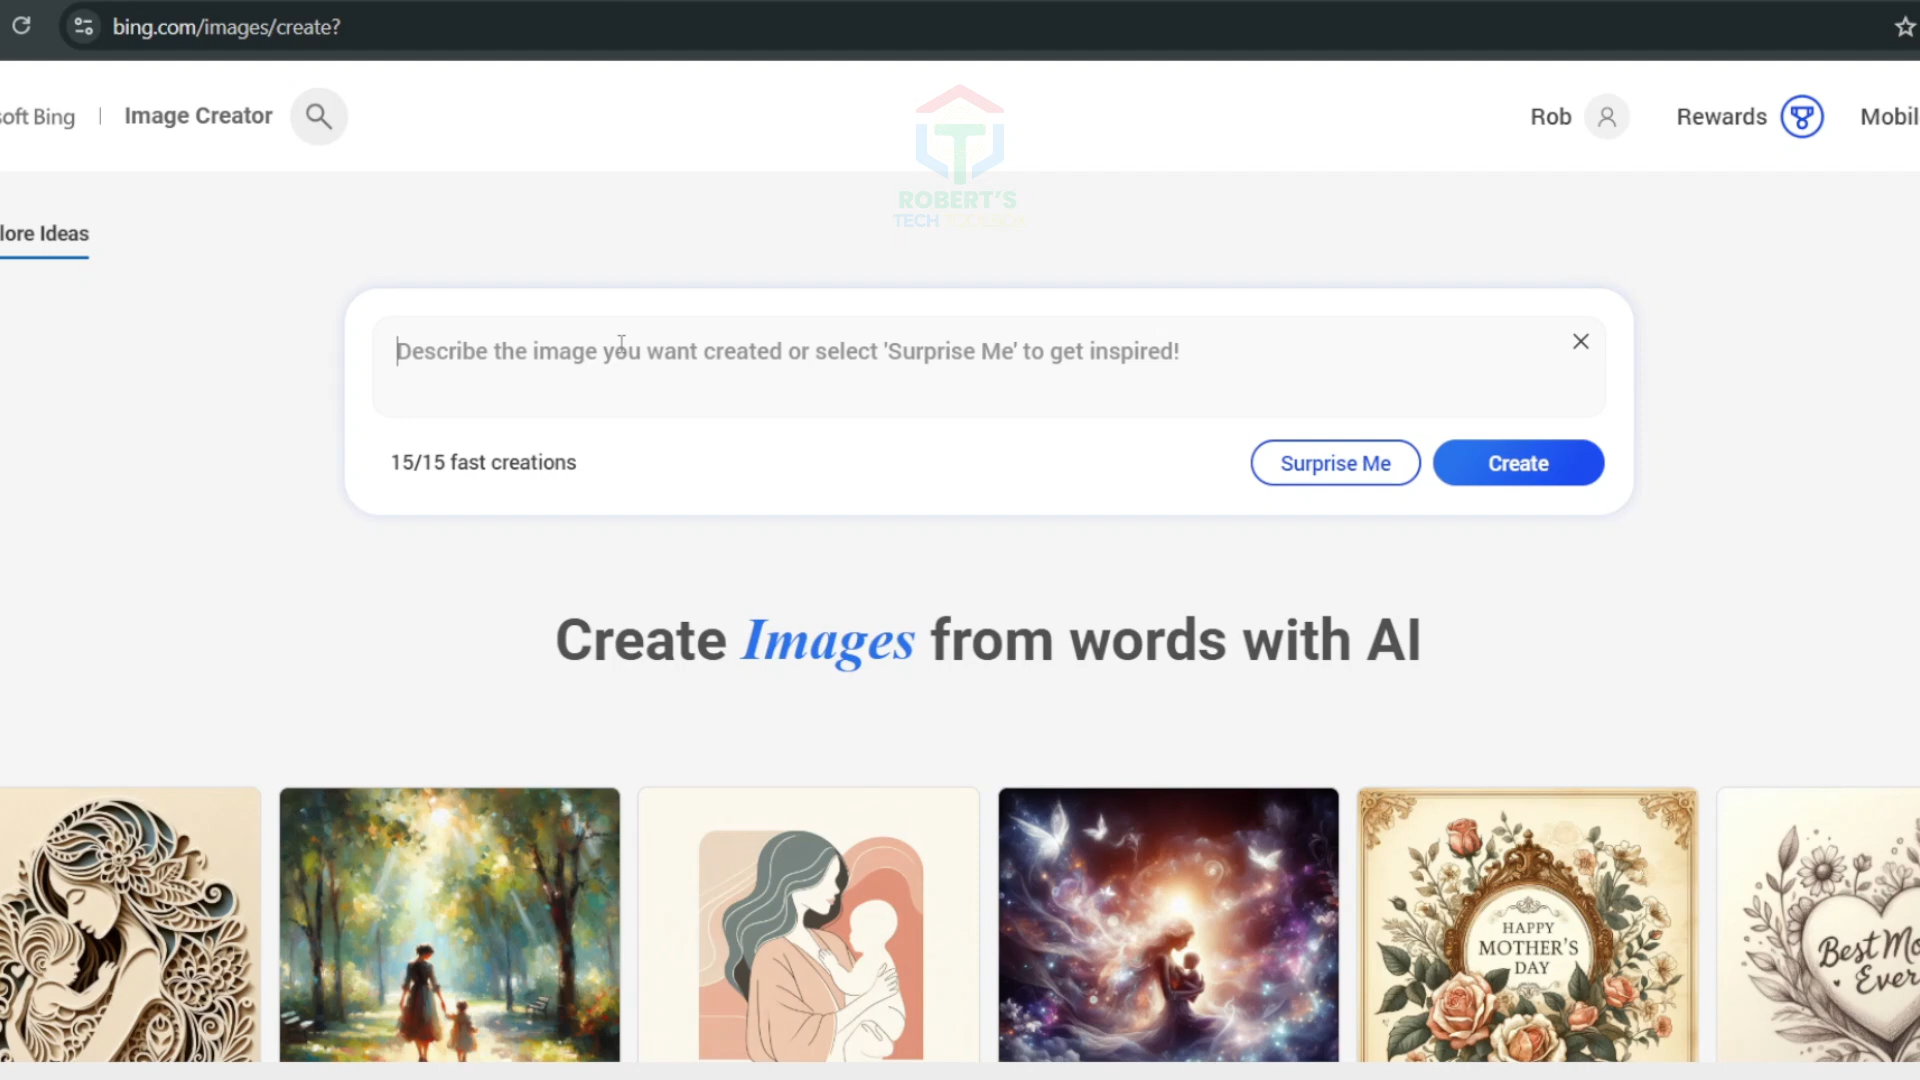 bing.com/images/create?
soft Bing | Image Creator
Rob
Rewards
Mobil
ROBERT'S
TECH TOOLBOX
lore Ideas
Describe the image you want created or select 'Surprise Me' to get inspired!
15/15 fast creations
Surprise Me
Create
Create Images from words with AI
HAPPY
MOTHER'S
DAY
Best Mo
Ever